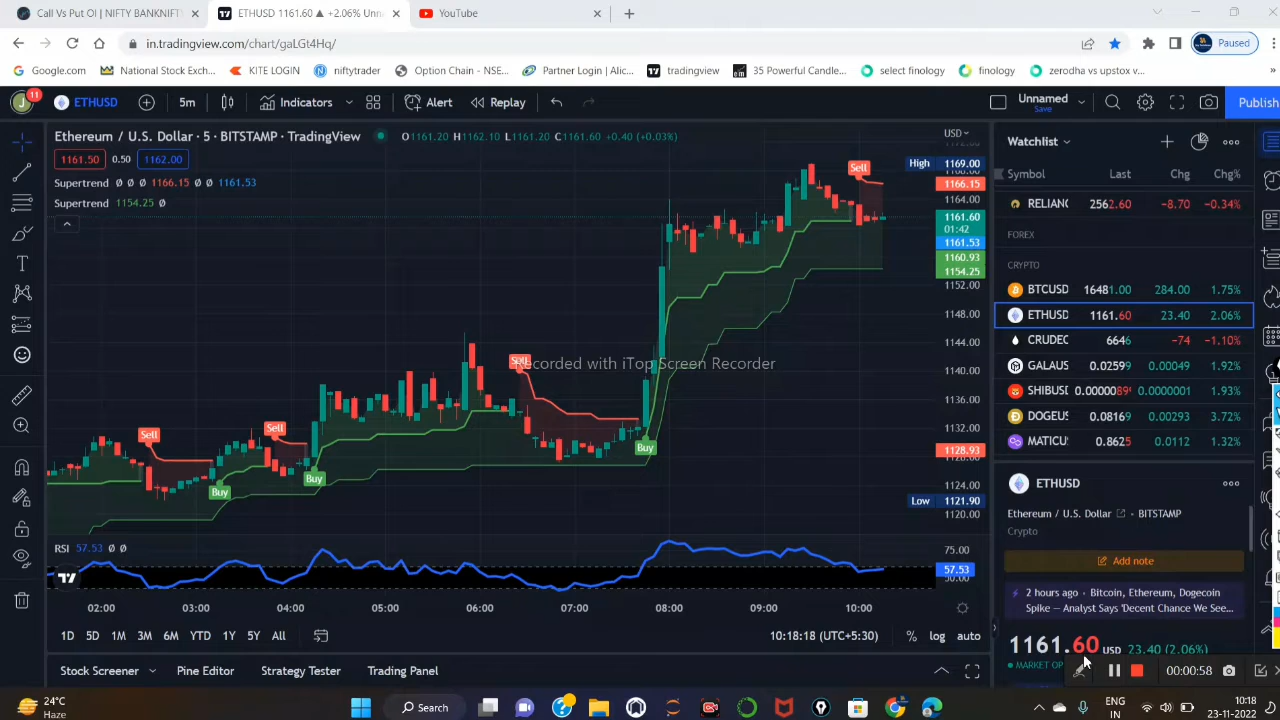 Call Vs Put OI | NIFTY BANKNIFT
ETHUSD 1161.60 ▲ +2.06% Unn
YouTube
in.tradingview.com/chart/gaLGt4Hq/
Paused
Google.com
National Stock Exch...
KITE LOGIN
niftytrader
Option Chain - NSE...
Partner Login | Alic...
tradingview
35 Powerful Candle...
select finology
finology
zerodha vs upstox v...
»
J 11
ETHUSD
5m
Indicators
Alert
Replay
Unnamed
Save
Publish
Ethereum / U.S. Dollar · 5 · BITSTAMP · TradingView
O1161.20 H1162.10 L1161.20 C1161.60 +0.40 (+0.03%)
USD
1161.50 0.50 1162.00
Supertrend Ø Ø Ø 1166.15 Ø Ø 1161.53
Supertrend 1154.25 Ø
Sell
Sell
Sell
Sell
Buy
Buy
Buy
Recorded with iTop Screen Recorder
High 1169.00
1166.15
1164.00
1161.60
01:42
1161.53
1160.93
1154.25
1152.00
1148.00
1144.00
1140.00
1136.00
1132.00
1128.93
1124.00
Low 1121.90
1120.00
RSI 57.53 Ø Ø
75.00
57.53
50.00
02:00 03:00 04:00 05:00 06:00 07:00 08:00 09:00 10:00
1D 5D 1M 3M 6M YTD 1Y 5Y All
10:18:18 (UTC+5:30)
% log auto
Stock Screener
Pine Editor
Strategy Tester
Trading Panel
Watchlist
Symbol Last Chg Chg%
RELIANC 2562.60 −8.70 −0.34%
FOREX
CRYPTO
BTCUSD 16481.00 284.00 1.75%
ETHUSD 1161.60 23.40 2.06%
CRUDEC 6646 −74 −1.10%
GALAUS 0.02599 0.00049 1.92%
SHIBUSD 0.0000089 0.0000001 1.93%
DOGEUS 0.08169 0.00293 3.72%
MATICU 0.8625 0.0112 1.32%
ETHUSD
Ethereum / U.S. Dollar · BITSTAMP
Crypto
Add note
2 hours ago • Bitcoin, Ethereum, Dogecoin
Spike — Analyst Says 'Decent Chance We See...
1161.60 USD 23.40 (2.06%)
MARKET OP
00:00:58
24°C
Haze
Search
ENG
IN
10:18
23-11-2022